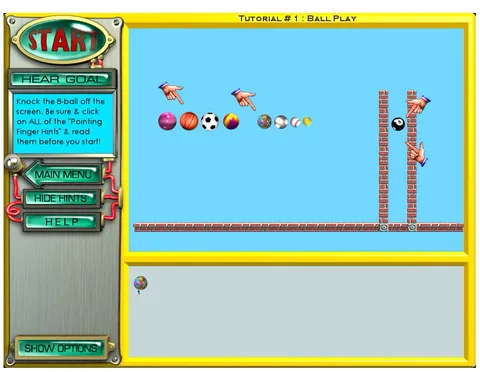 TUTORIAL # 1 : BALL PLAY
START
HEAR GOAL
Knock the 8-ball off the
screen. Be sure & click
on ALL of the "Pointing
Finger Hints" & read
them before you start!
MAIN MENU
HIDE HINTS
HELP
SHOW OPTIONS
8
1